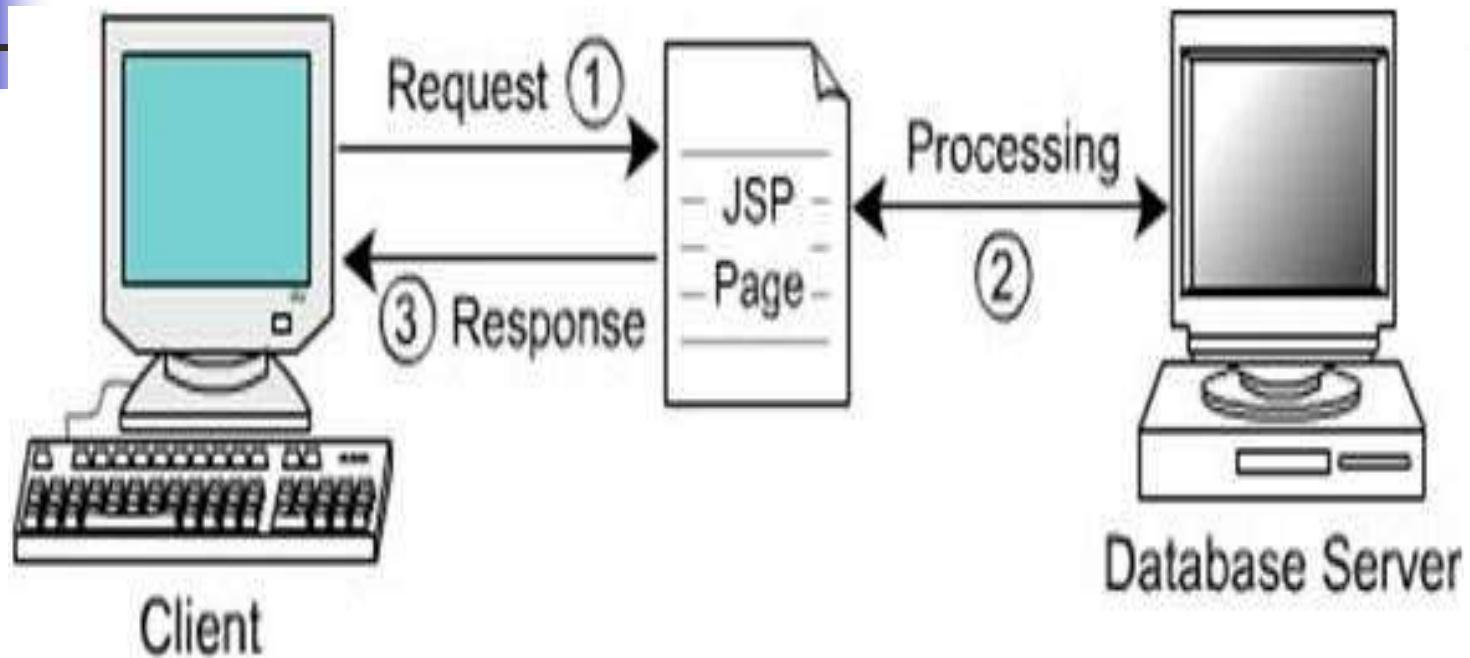 Request ①
JSP
Page
Processing
②
③ Response
Client
Database Server